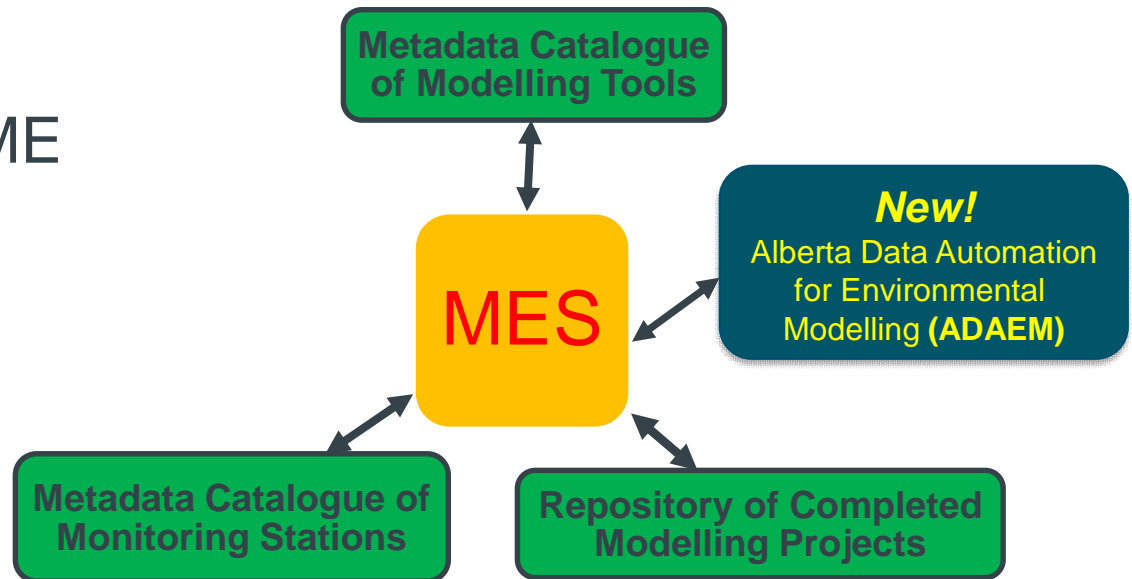 Metadata Catalogue
of Modelling Tools
ME
New!
Alberta Data Automation
for Environmental
Modelling (ADAEM)
MES
Metadata Catalogue of
Monitoring Stations
Repository of Completed
Modelling Projects